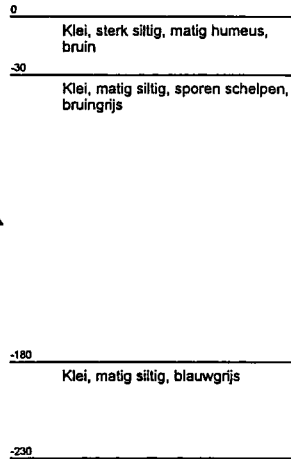 0
Klei, sterk siltig, matig humeus,
bruin
-30
Klei, matig siltig, sporen schelpen,
bruingrijs
-180
Klei, matig siltig, blauwgrijs
-230